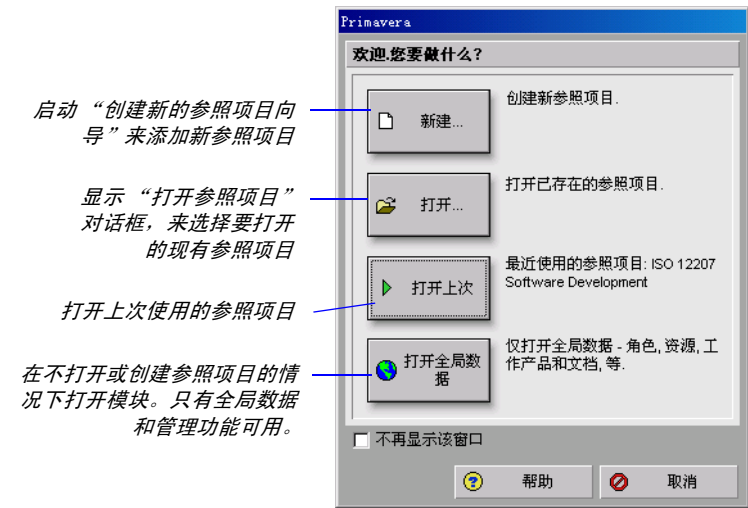 Primavera
欢迎.您要做什么?
启动 “创建新的参照项目向
导”来添加新参照项目
新建...
创建新参照项目.
显示 “打开参照项目”
对话框，来选择要打开
的现有参照项目
打开...
打开已存在的参照项目.
打开上次使用的参照项目
打开上次
最近使用的参照项目: ISO 12207
Software Development
在不打开或创建参照项目的情
况下打开模块。只有全局数据
和管理功能可用。
打开全局数
据
仅打开全局数据 - 角色, 资源, 工
作产品和文档, 等.
不再显示该窗口
帮助
取消